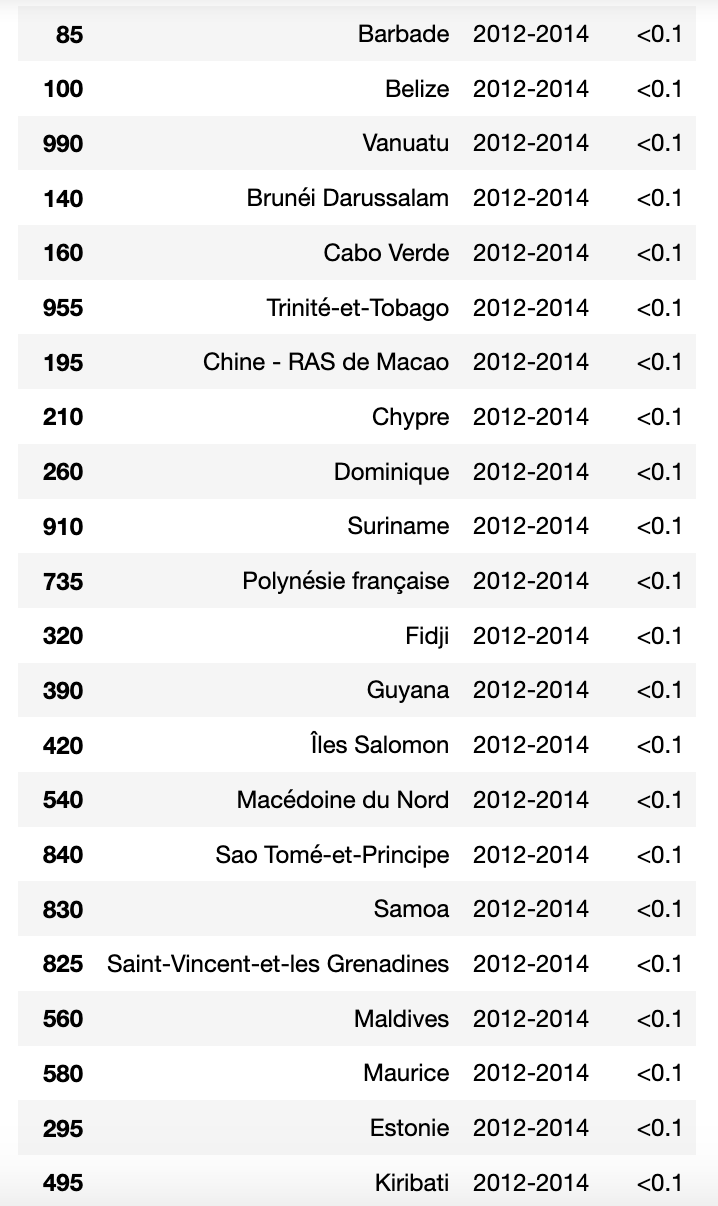 85 Barbade 2012-2014 <0.1
100 Belize 2012-2014 <0.1
990 Vanuatu 2012-2014 <0.1
140 Brunéi Darussalam 2012-2014 <0.1
160 Cabo Verde 2012-2014 <0.1
955 Trinité-et-Tobago 2012-2014 <0.1
195 Chine - RAS de Macao 2012-2014 <0.1
210 Chypre 2012-2014 <0.1
260 Dominique 2012-2014 <0.1
910 Suriname 2012-2014 <0.1
735 Polynésie française 2012-2014 <0.1
320 Fidji 2012-2014 <0.1
390 Guyana 2012-2014 <0.1
420 Îles Salomon 2012-2014 <0.1
540 Macédoine du Nord 2012-2014 <0.1
840 Sao Tomé-et-Principe 2012-2014 <0.1
830 Samoa 2012-2014 <0.1
825 Saint-Vincent-et-les Grenadines 2012-2014 <0.1
560 Maldives 2012-2014 <0.1
580 Maurice 2012-2014 <0.1
295 Estonie 2012-2014 <0.1
495 Kiribati 2012-2014 <0.1